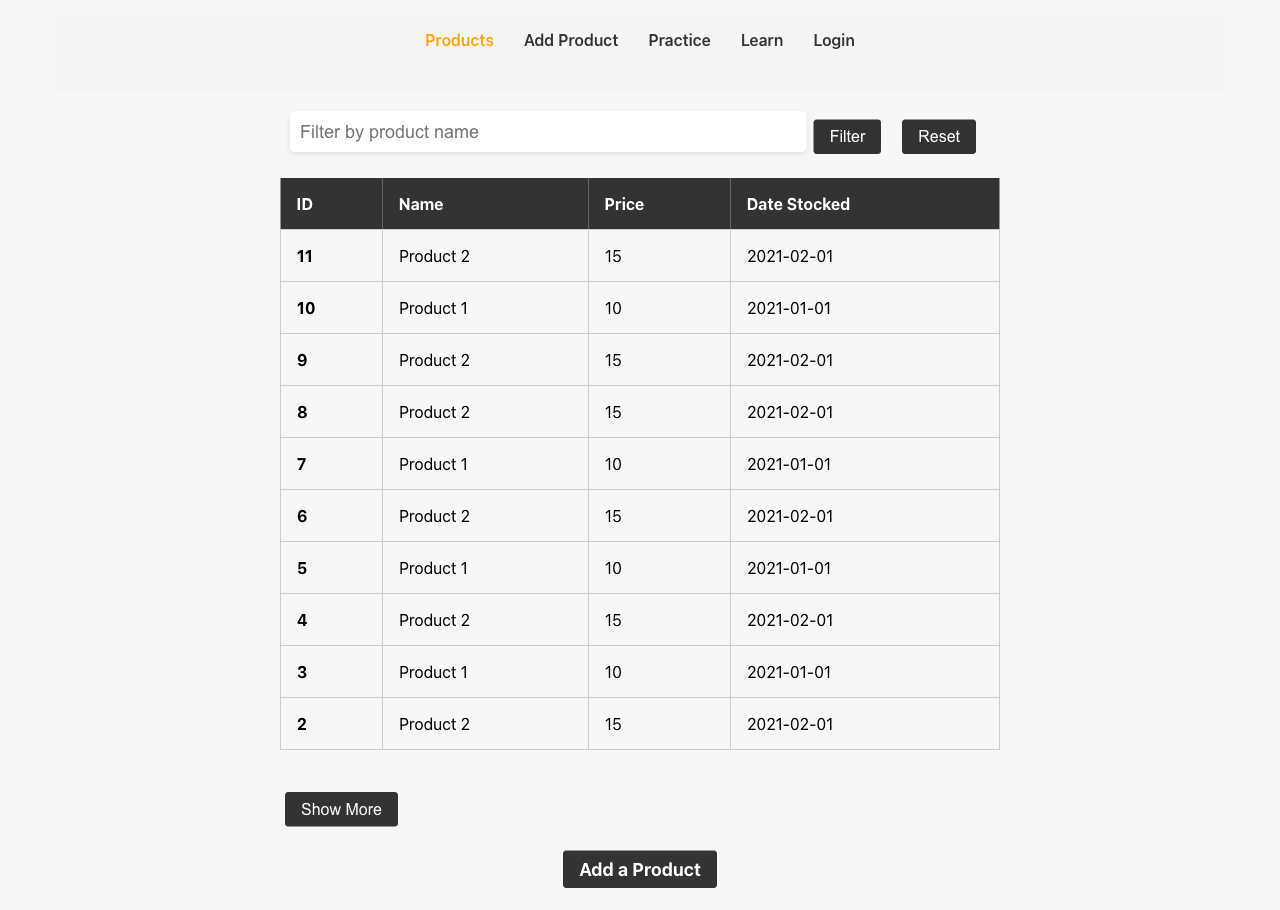 Products Add Product Practice Learn Login
Filter by product name Filter Reset
ID Name Price Date Stocked
11 Product 2 15 2021-02-01
10 Product 1 10 2021-01-01
9 Product 2 15 2021-02-01
8 Product 2 15 2021-02-01
7 Product 1 10 2021-01-01
6 Product 2 15 2021-02-01
5 Product 1 10 2021-01-01
4 Product 2 15 2021-02-01
3 Product 1 10 2021-01-01
2 Product 2 15 2021-02-01
Show More
Add a Product